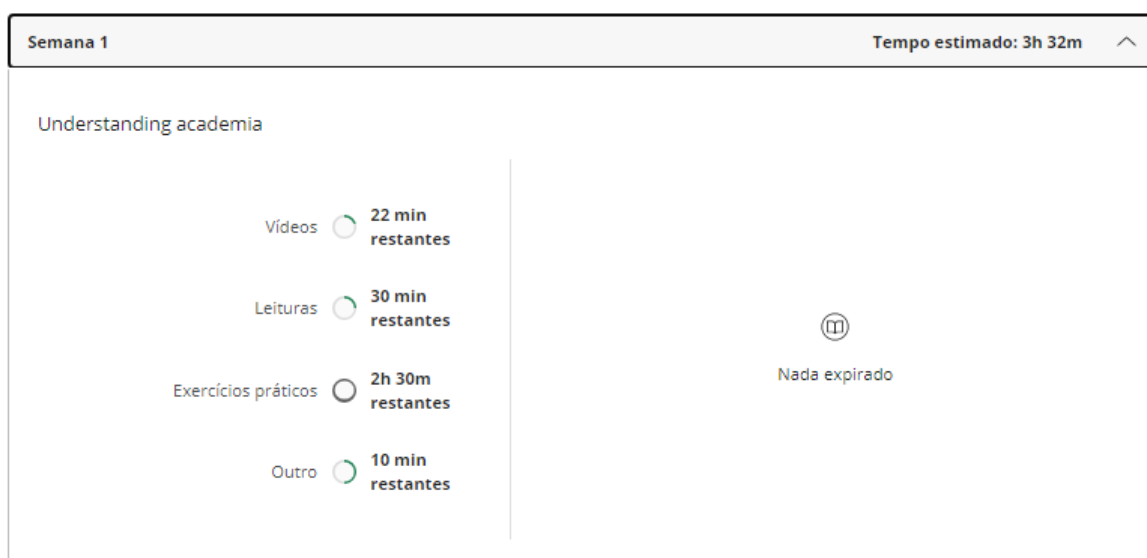 Semana 1
Tempo estimado: 3h 32m
Understanding academia
Vídeos
22 min
restantes
Leituras
30 min
restantes
Exercícios práticos
2h 30m
restantes
Outro
10 min
restantes
Nada expirado